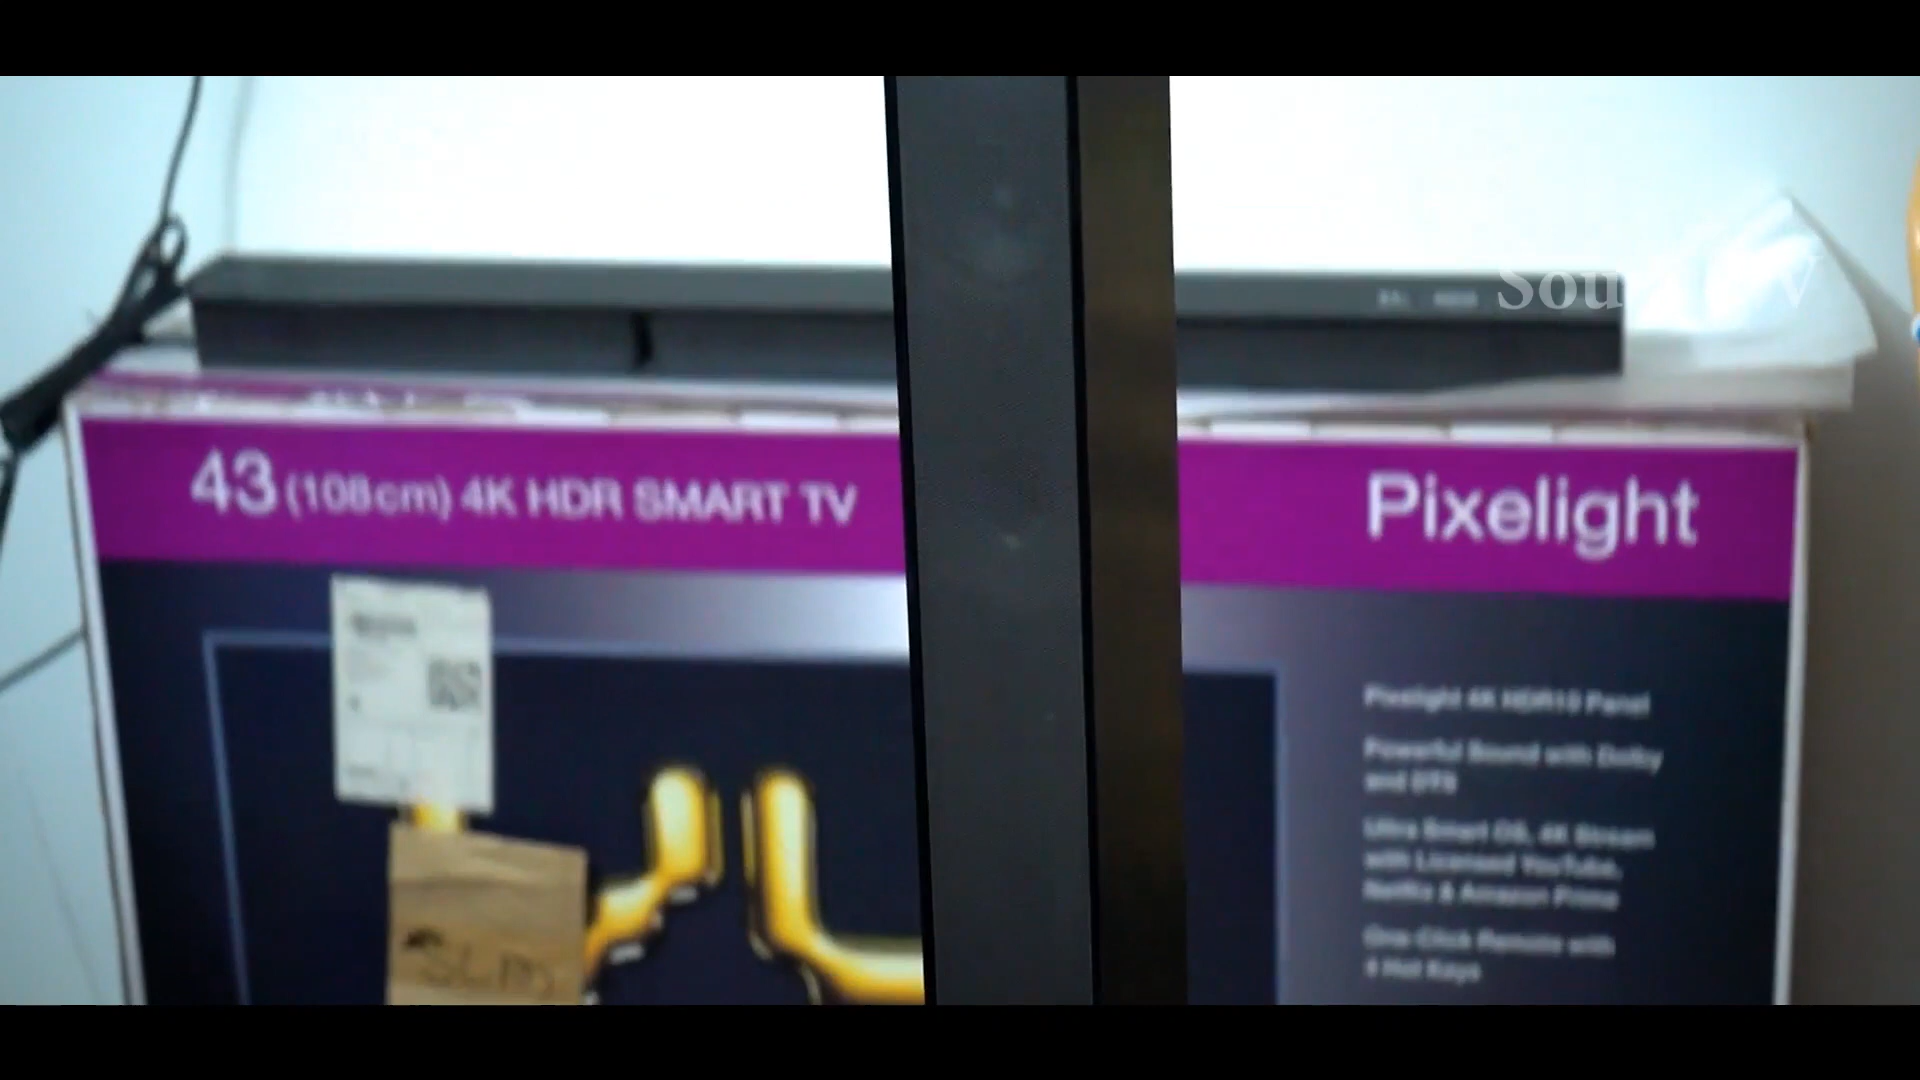 43 (108cm) 4K HDR SMART TV
Pixelight
Pixelight 4K HDR10 Panel
Powerful Sound with Dolby
and DTS
Ultra Smart OS, 4K Stream
with Licensed YouTube,
Netflix & Amazon Prime
One Click Remote with
4 Hot Keys
SLIM